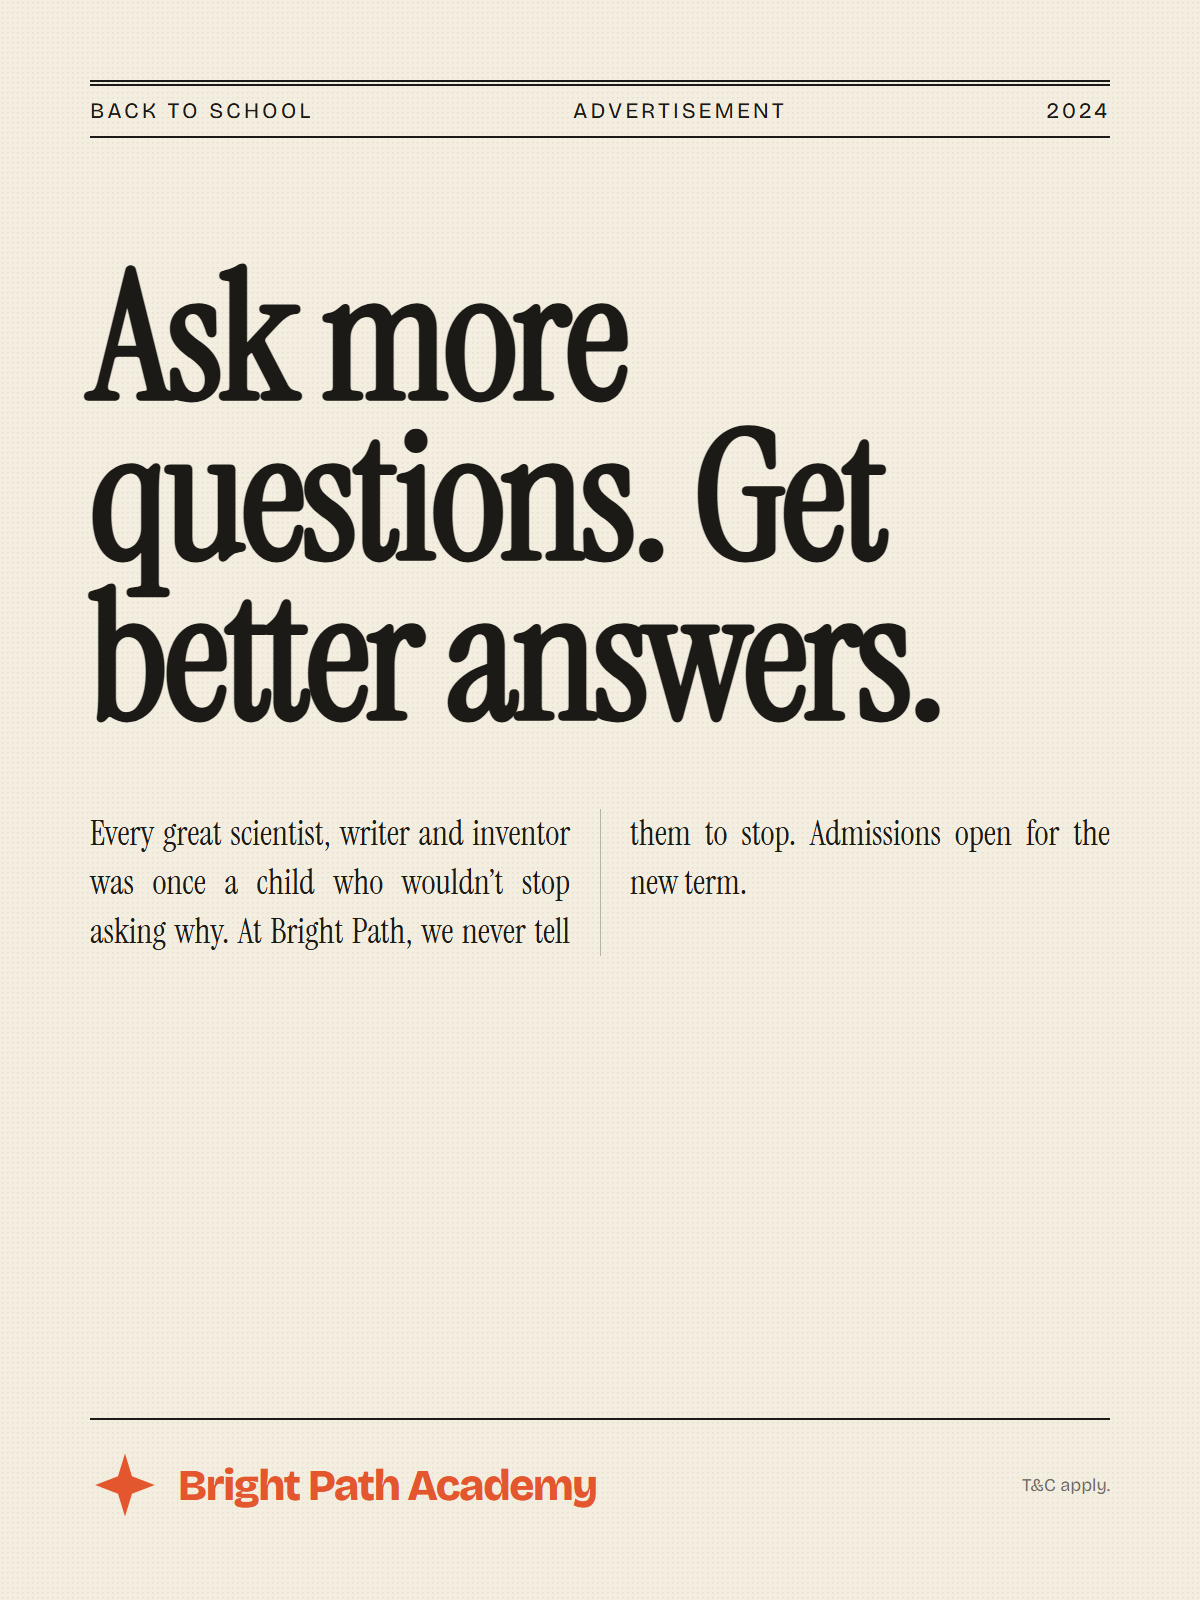 BACK TO SCHOOL
ADVERTISEMENT
2024
Ask more
questions. Get
better answers.
Every great scientist, writer and inventor
was once a child who wouldn’t stop
asking why. At Bright Path, we never tell
them to stop. Admissions open for the
new term.
Bright Path Academy
T&C apply.